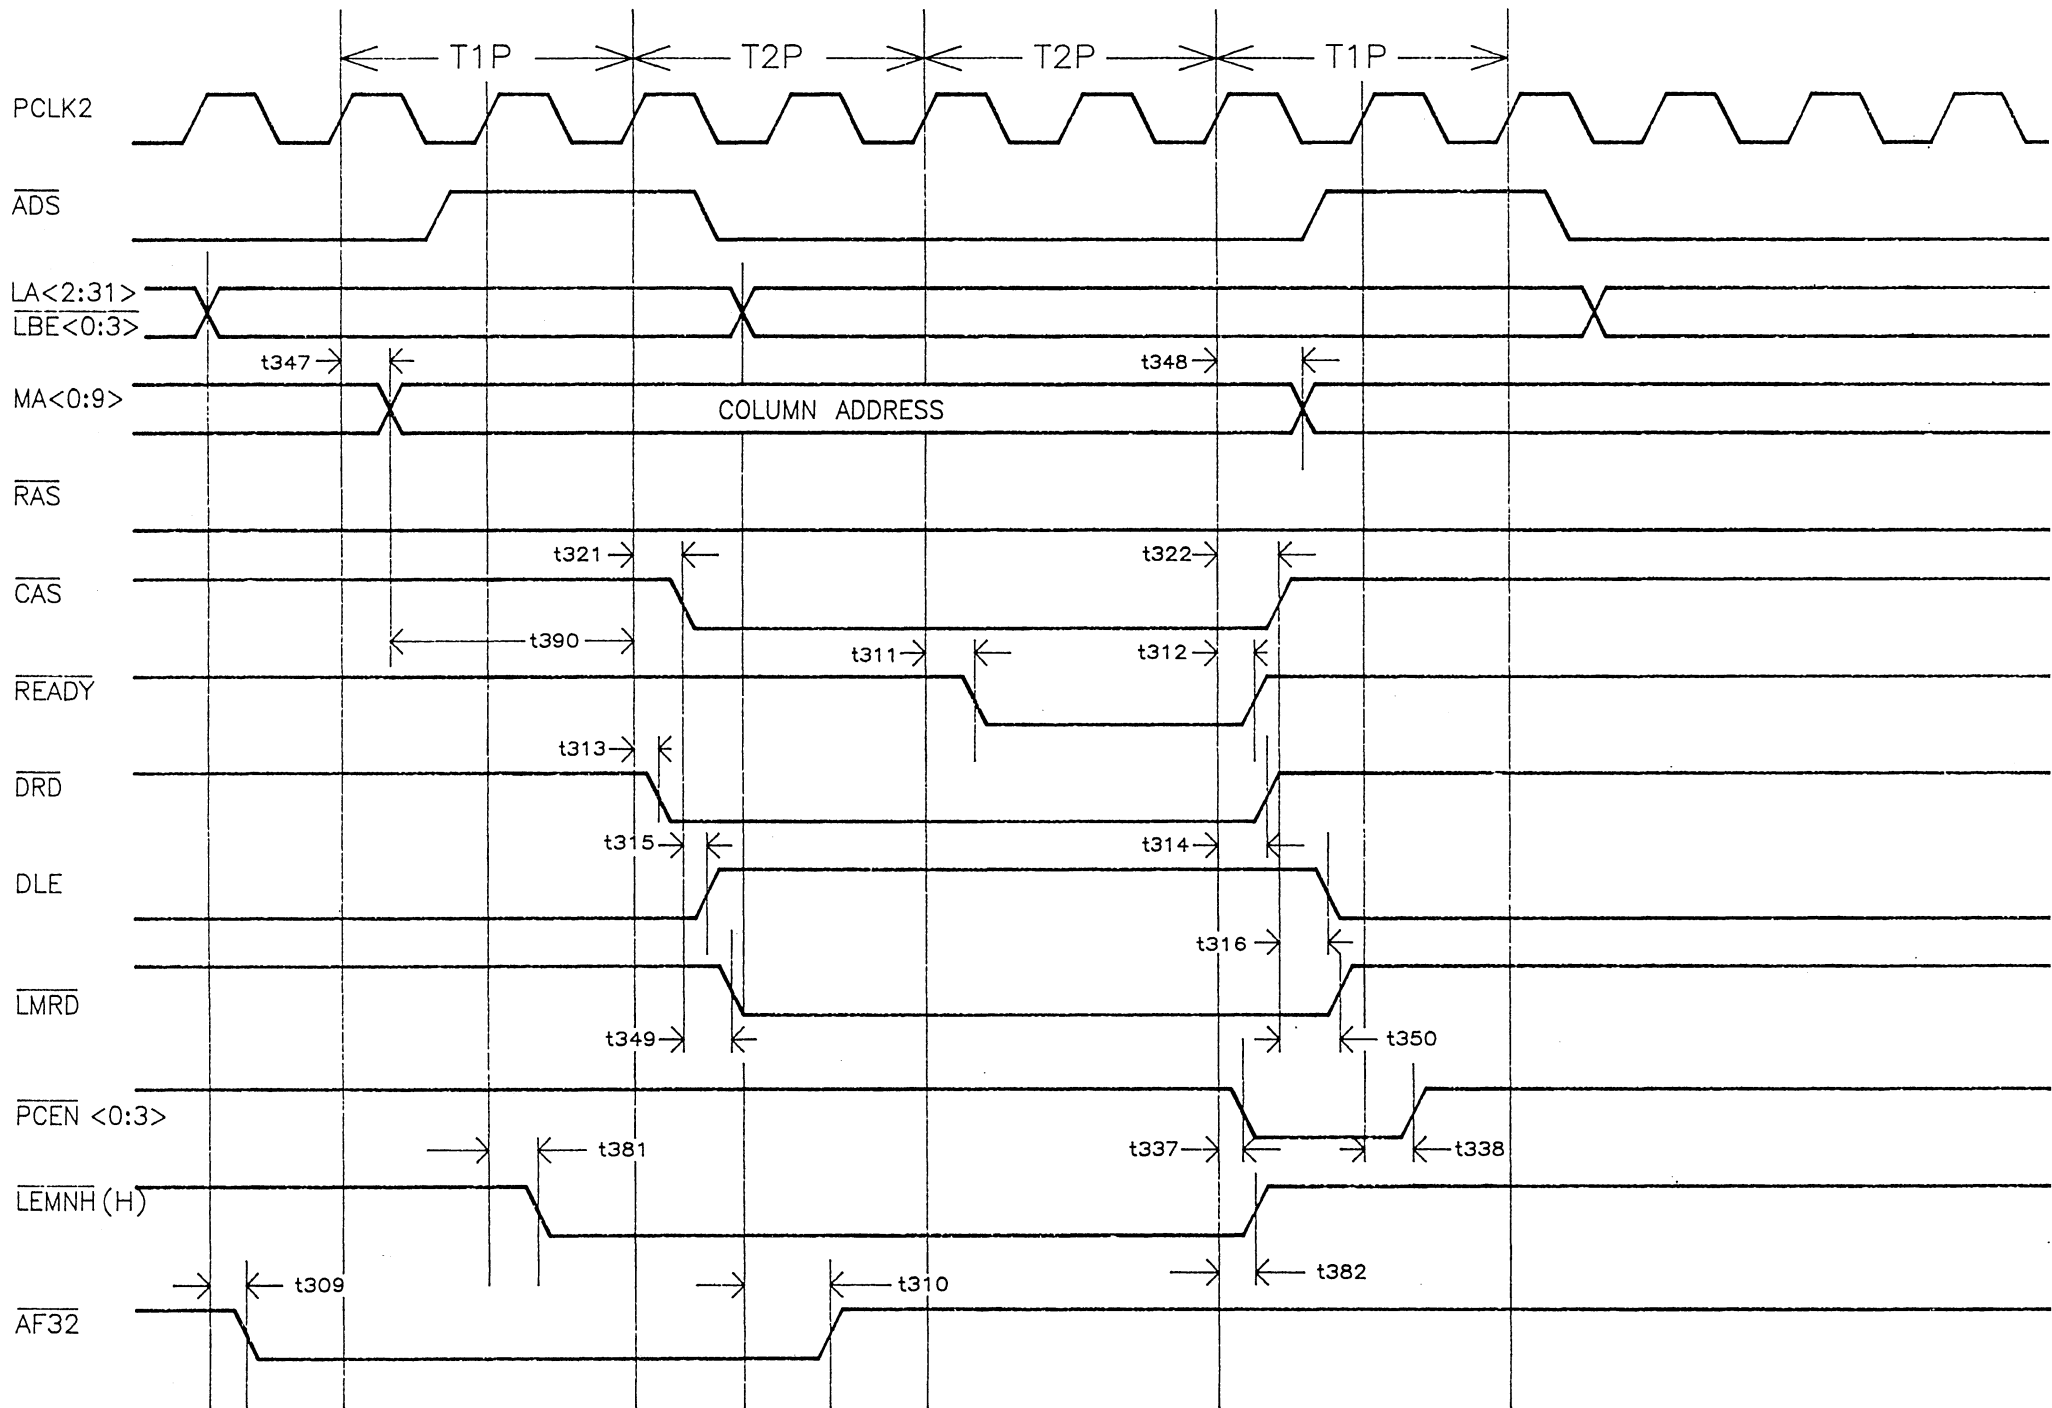 T1P T2P T2P T1P
PCLK2
ADS
LA<2:31>
LBE<0:3>
t347 t348
MA<0:9>
COLUMN ADDRESS
RAS
t321 t322
CAS
t390
t311 t312
READY
t313
DRD
t315 t314
DLE
t316
LMRD
t349 t350
PCEN <0:3>
t381 t337 t338
LEMNH (H)
t309 t310 t382
AF32